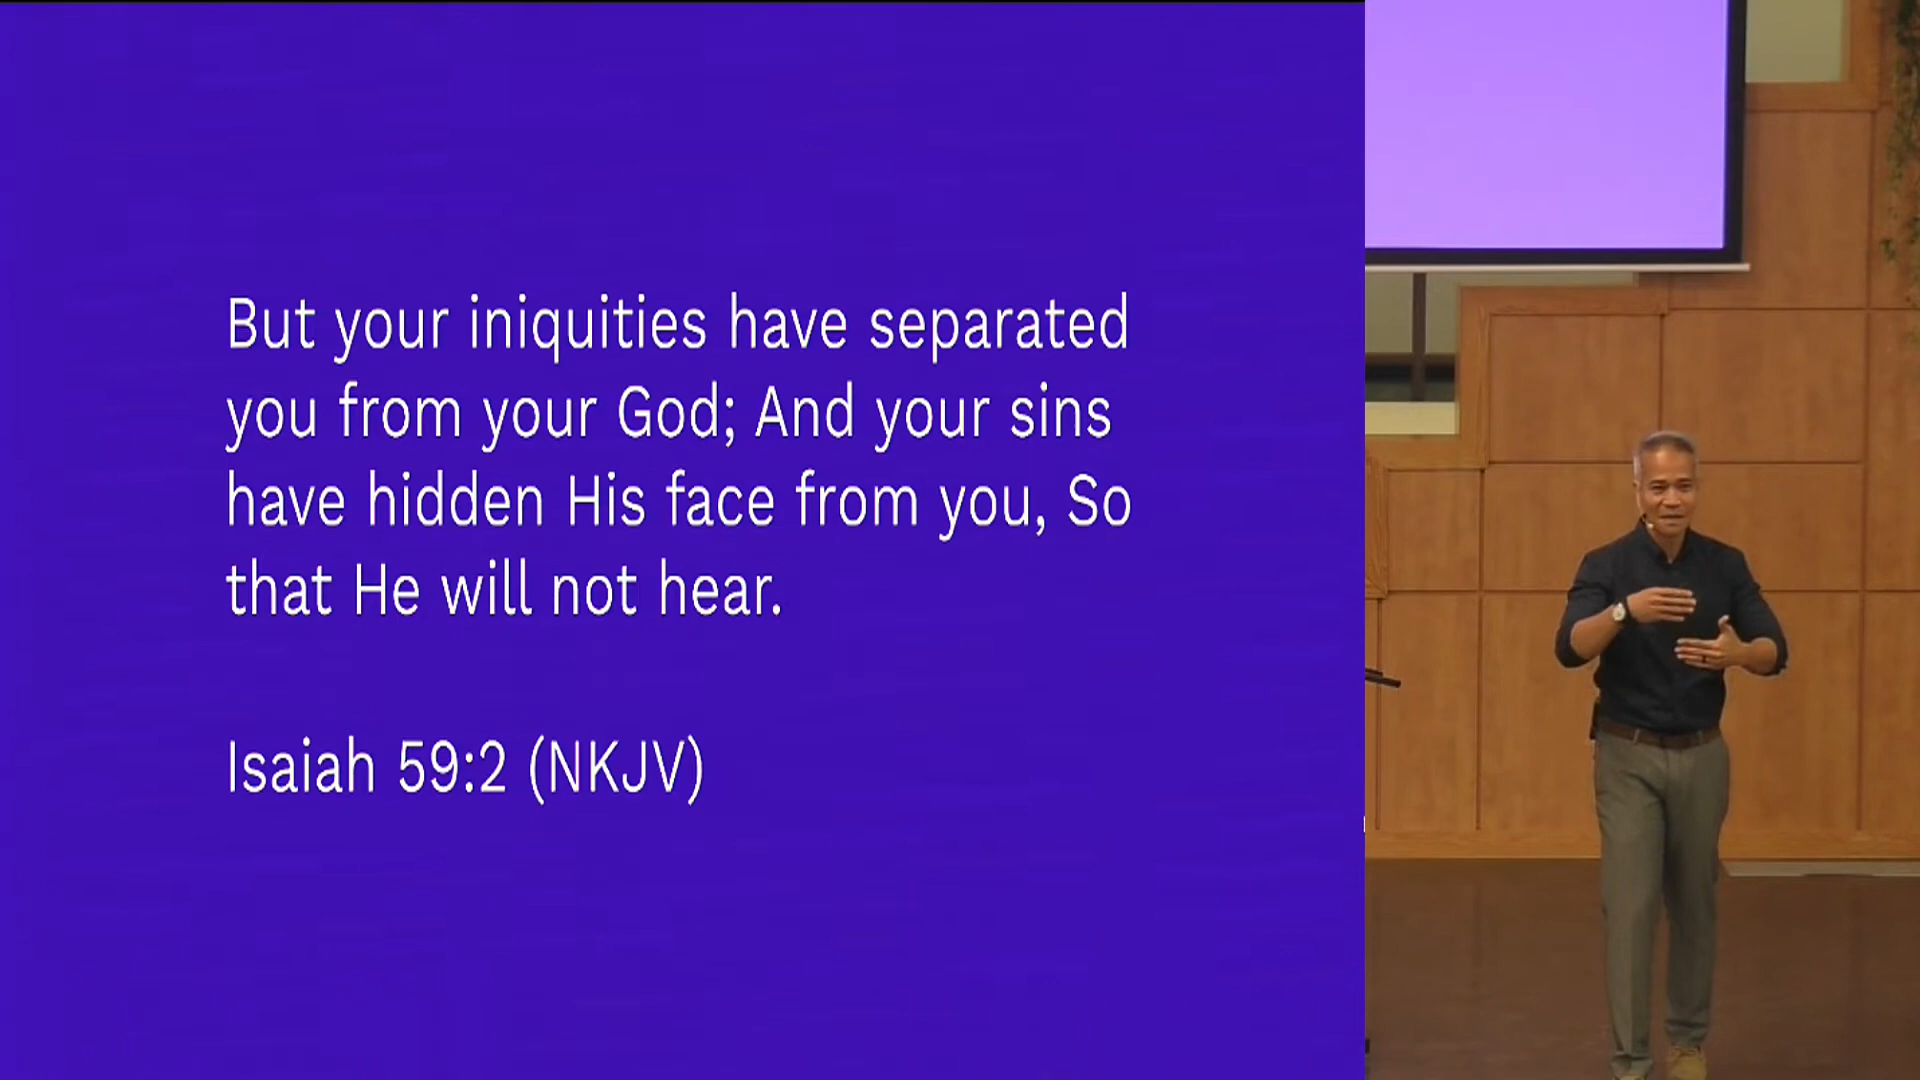 But your iniquities have separated
you from your God; And your sins
have hidden His face from you, So
that He will not hear.
Isaiah 59:2 (NKJV)